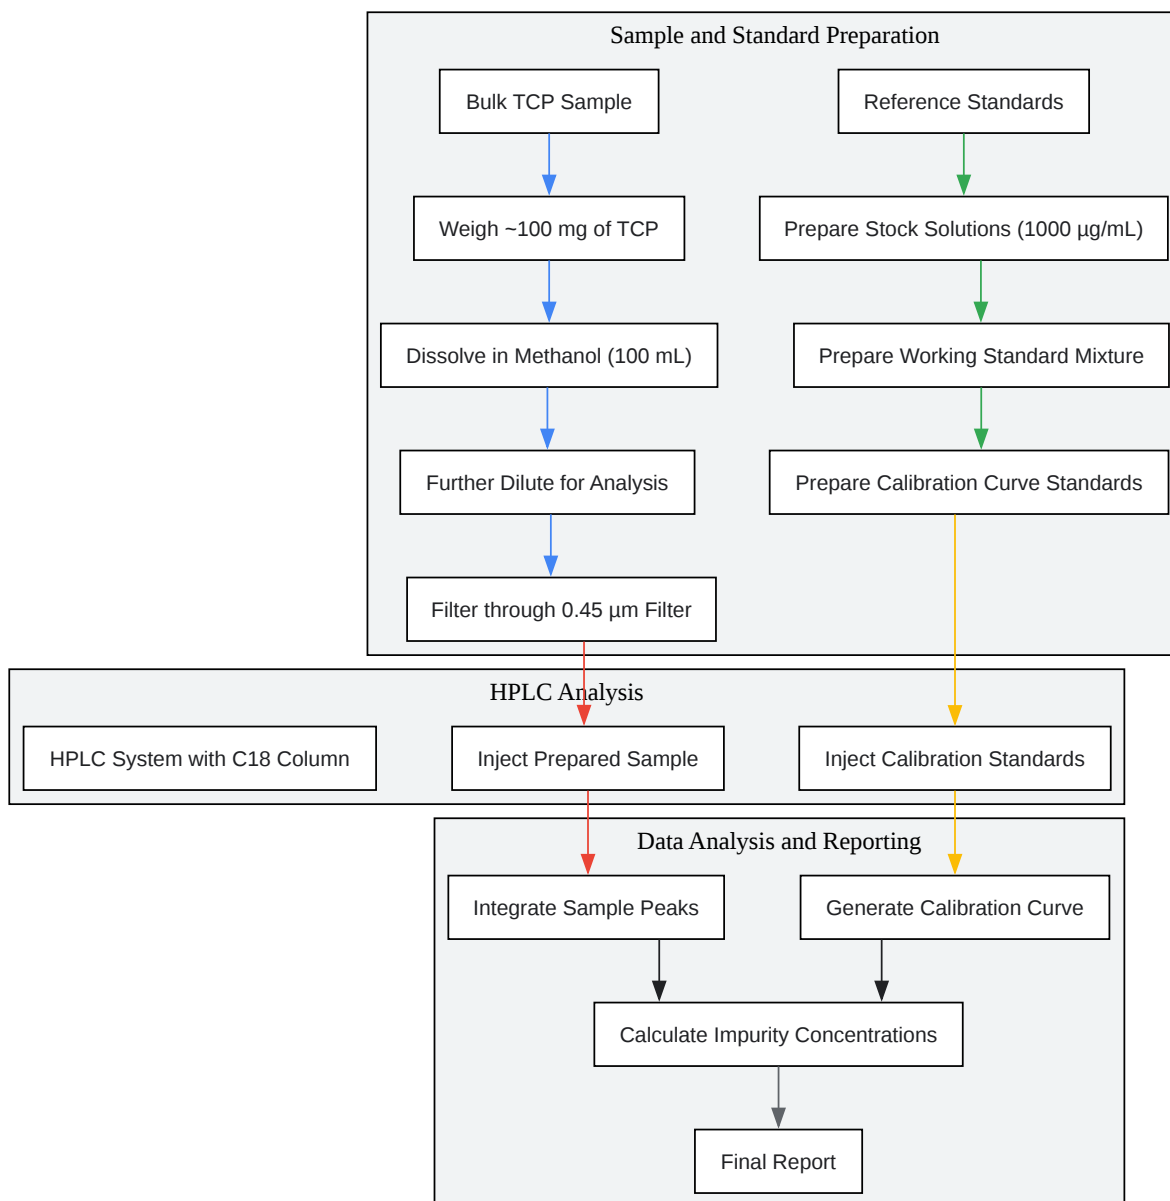 Sample and Standard Preparation
Bulk TCP Sample
Reference Standards
Weigh ~100 mg of TCP
Prepare Stock Solutions (1000 µg/mL)
Dissolve in Methanol (100 mL)
Prepare Working Standard Mixture
Further Dilute for Analysis
Prepare Calibration Curve Standards
Filter through 0.45 µm Filter
HPLC Analysis
HPLC System with C18 Column
Inject Prepared Sample
Inject Calibration Standards
Data Analysis and Reporting
Integrate Sample Peaks
Generate Calibration Curve
Calculate Impurity Concentrations
Final Report